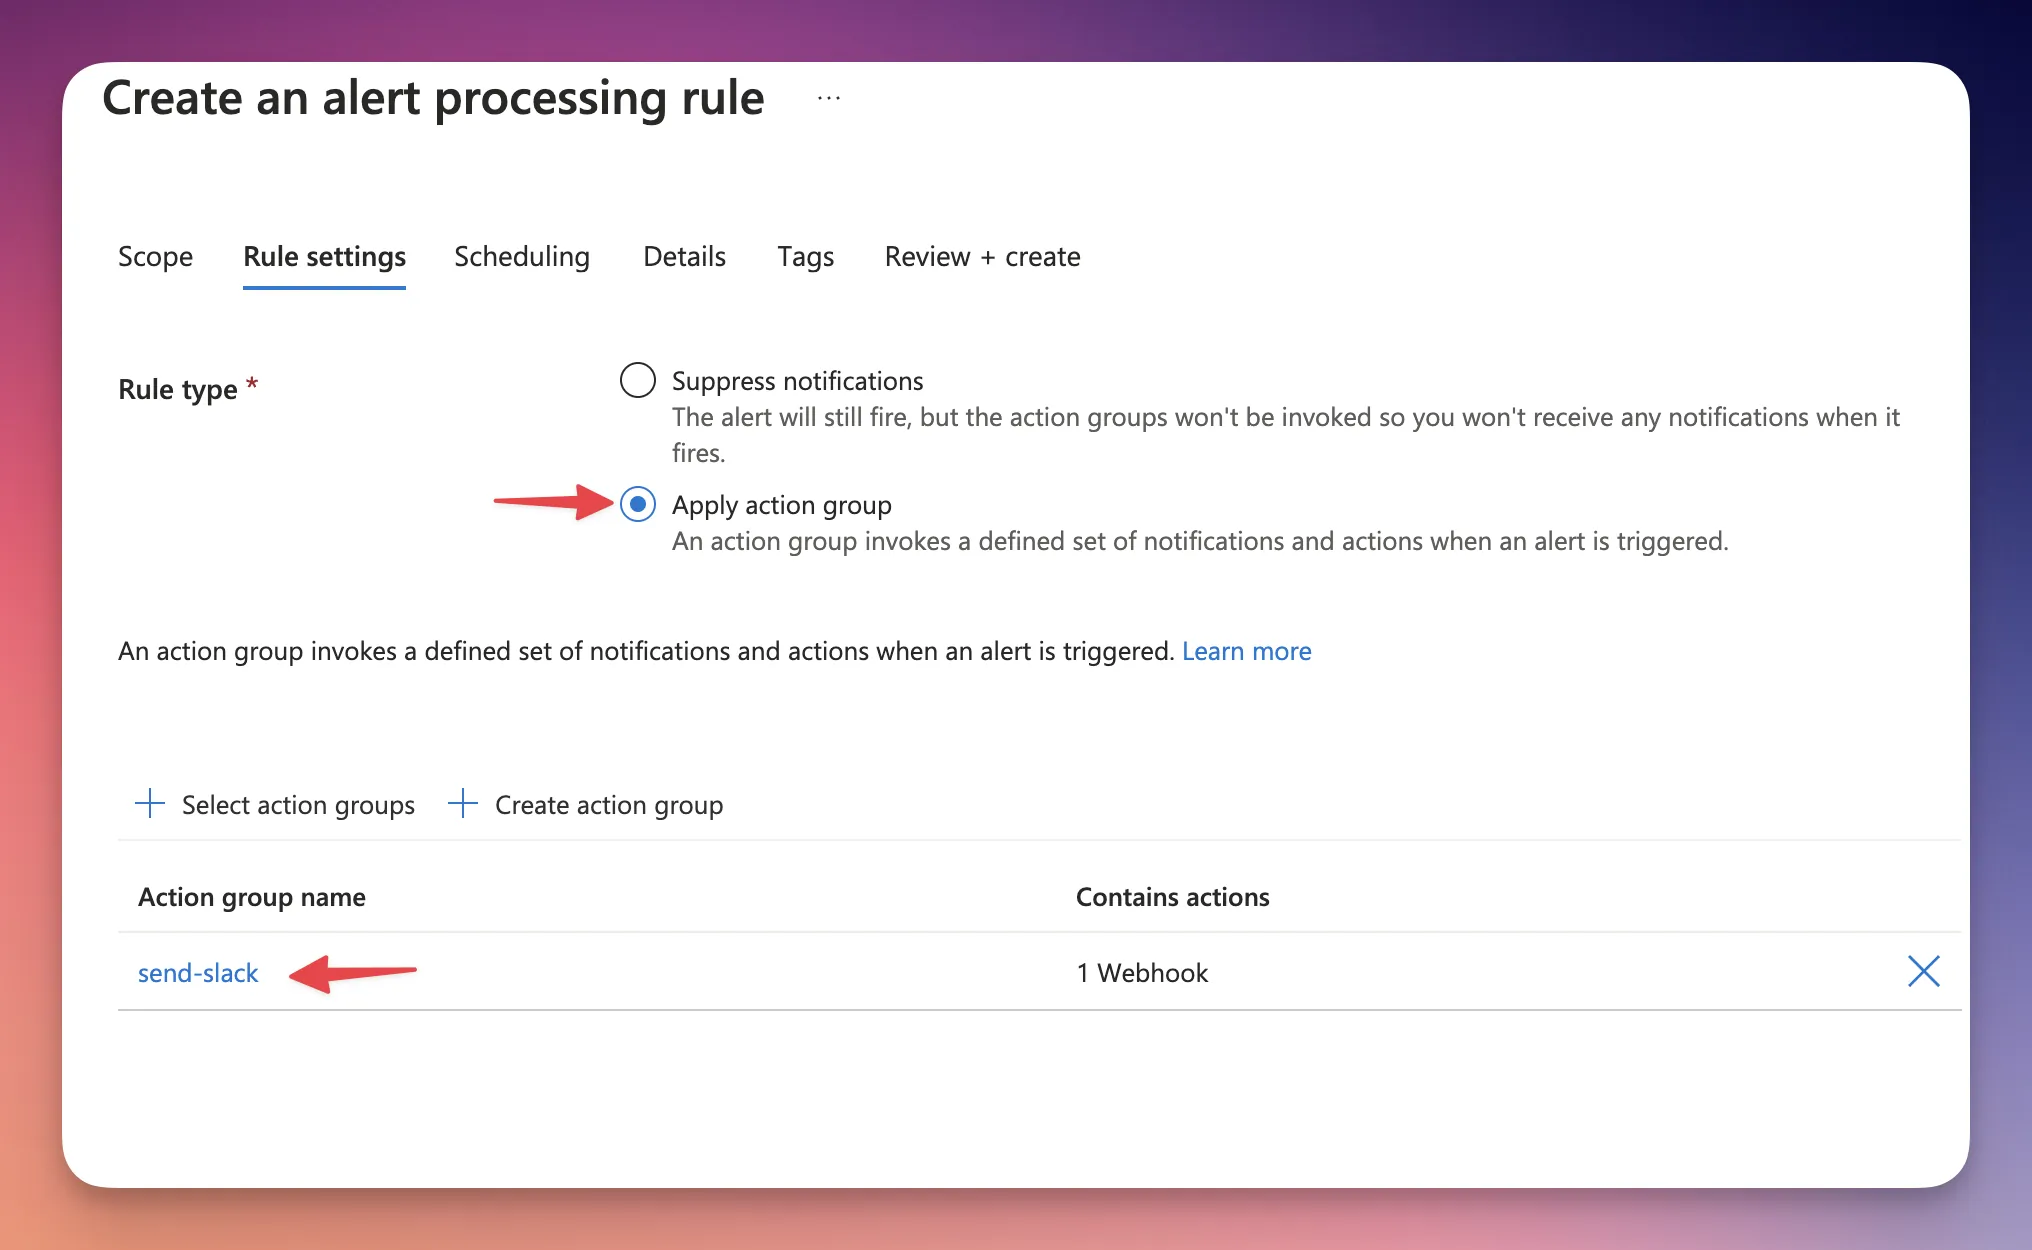 Create an alert processing rule ...
Scope Rule settings Scheduling Details Tags Review + create
Rule type *
Suppress notifications
The alert will still fire, but the action groups won't be invoked so you won't receive any notifications when it
fires.
Apply action group
An action group invokes a defined set of notifications and actions when an alert is triggered.
An action group invokes a defined set of notifications and actions when an alert is triggered. Learn more
Select action groups Create action group
Action group name Contains actions
send-slack 1 Webhook